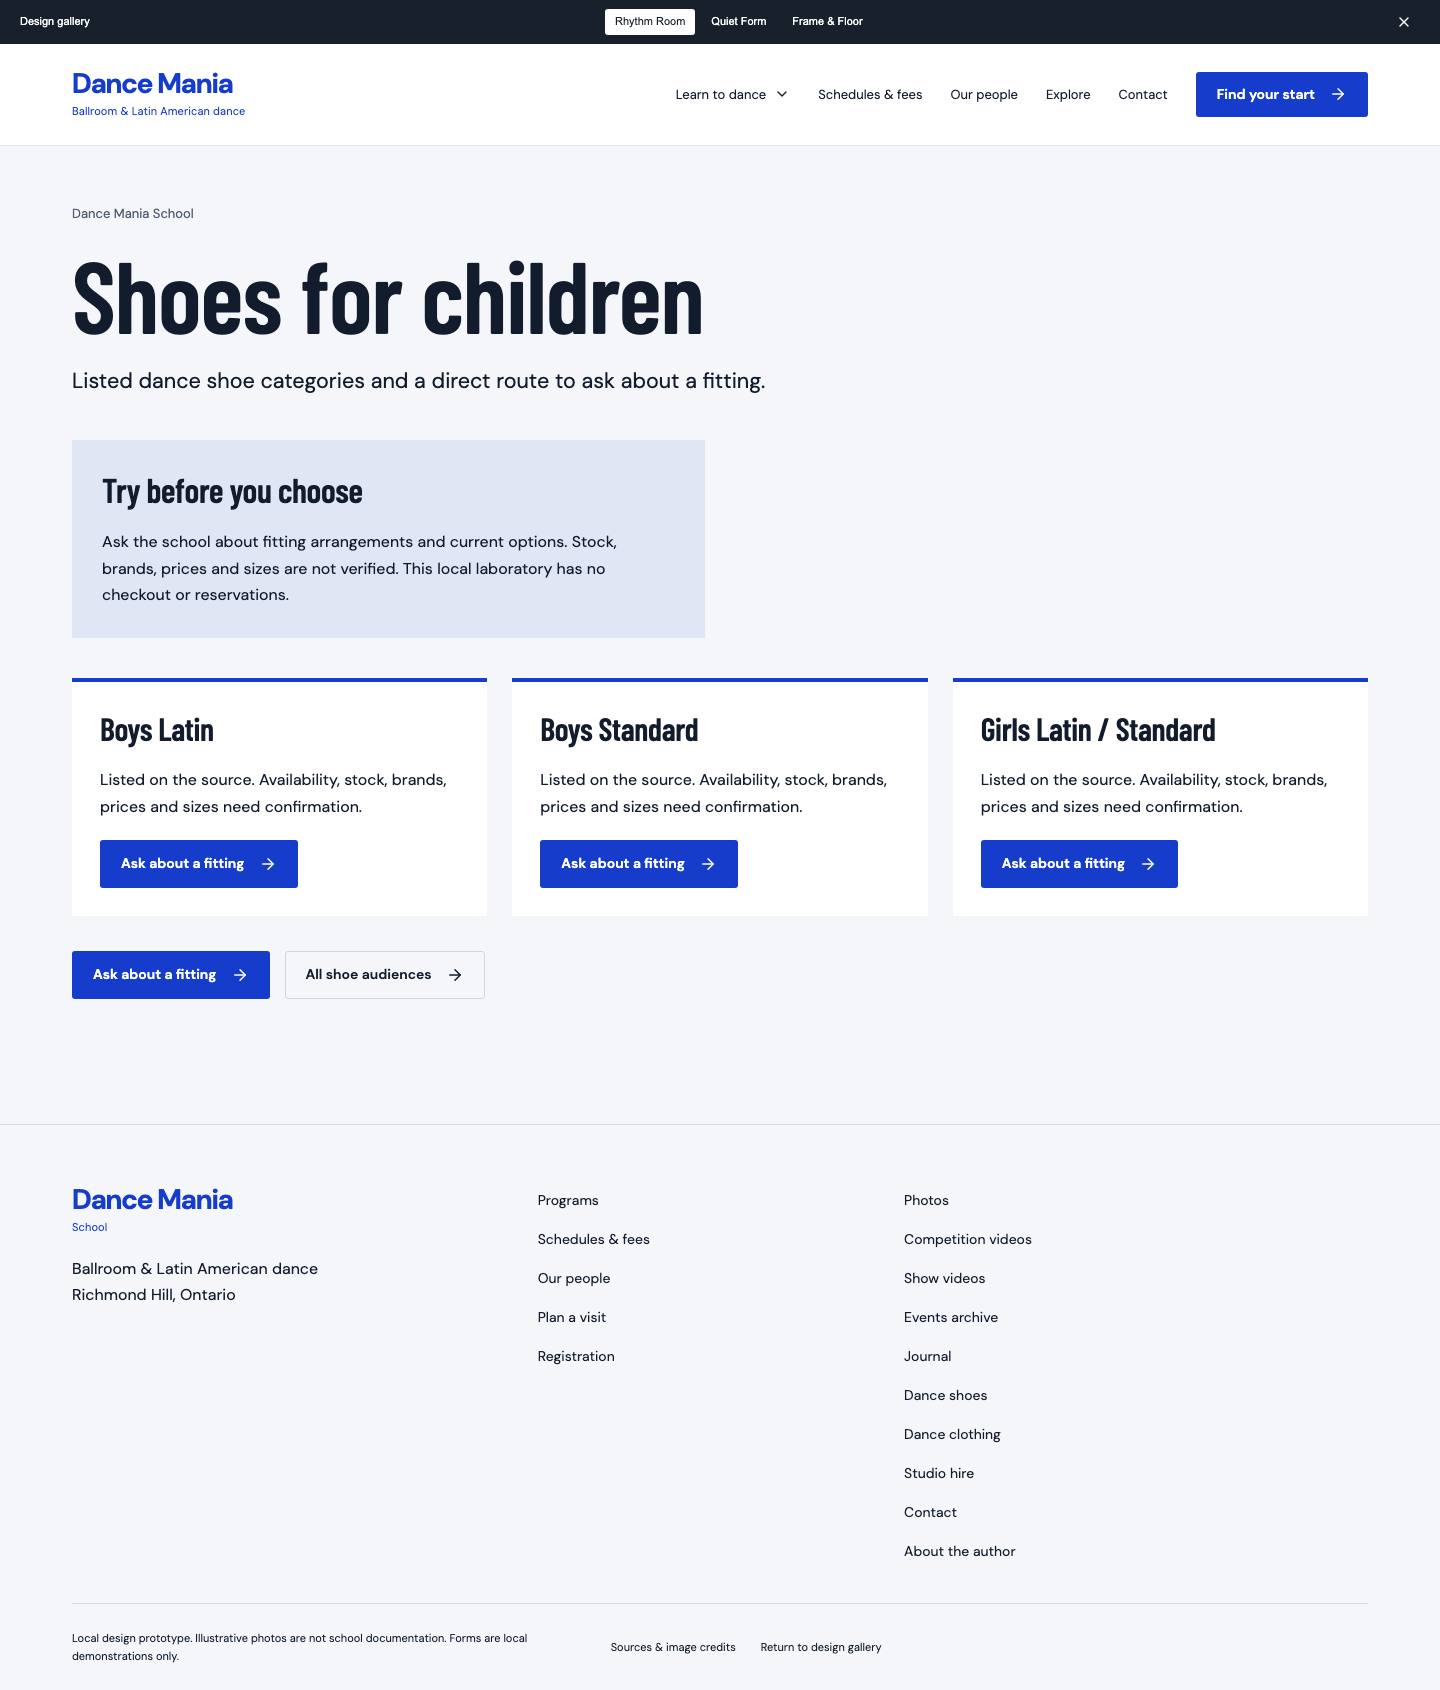 Design gallery
Rhythm Room
Quiet Form
Frame & Floor
Dance Mania
Ballroom & Latin American dance
Learn to dance
Schedules & fees
Our people
Explore
Contact
Find your start
Dance Mania School
Shoes for children
Listed dance shoe categories and a direct route to ask about a fitting.
Try before you choose
Ask the school about fitting arrangements and current options. Stock,
brands, prices and sizes are not verified. This local laboratory has no
checkout or reservations.
Boys Latin
Listed on the source. Availability, stock, brands,
prices and sizes need confirmation.
Ask about a fitting
Boys Standard
Listed on the source. Availability, stock, brands,
prices and sizes need confirmation.
Ask about a fitting
Girls Latin / Standard
Listed on the source. Availability, stock, brands,
prices and sizes need confirmation.
Ask about a fitting
Ask about a fitting
All shoe audiences
Dance Mania
School
Ballroom & Latin American dance
Richmond Hill, Ontario
Programs
Schedules & fees
Our people
Plan a visit
Registration
Photos
Competition videos
Show videos
Events archive
Journal
Dance shoes
Dance clothing
Studio hire
Contact
About the author
Local design prototype. Illustrative photos are not school documentation. Forms are local
demonstrations only.
Sources & image credits
Return to design gallery